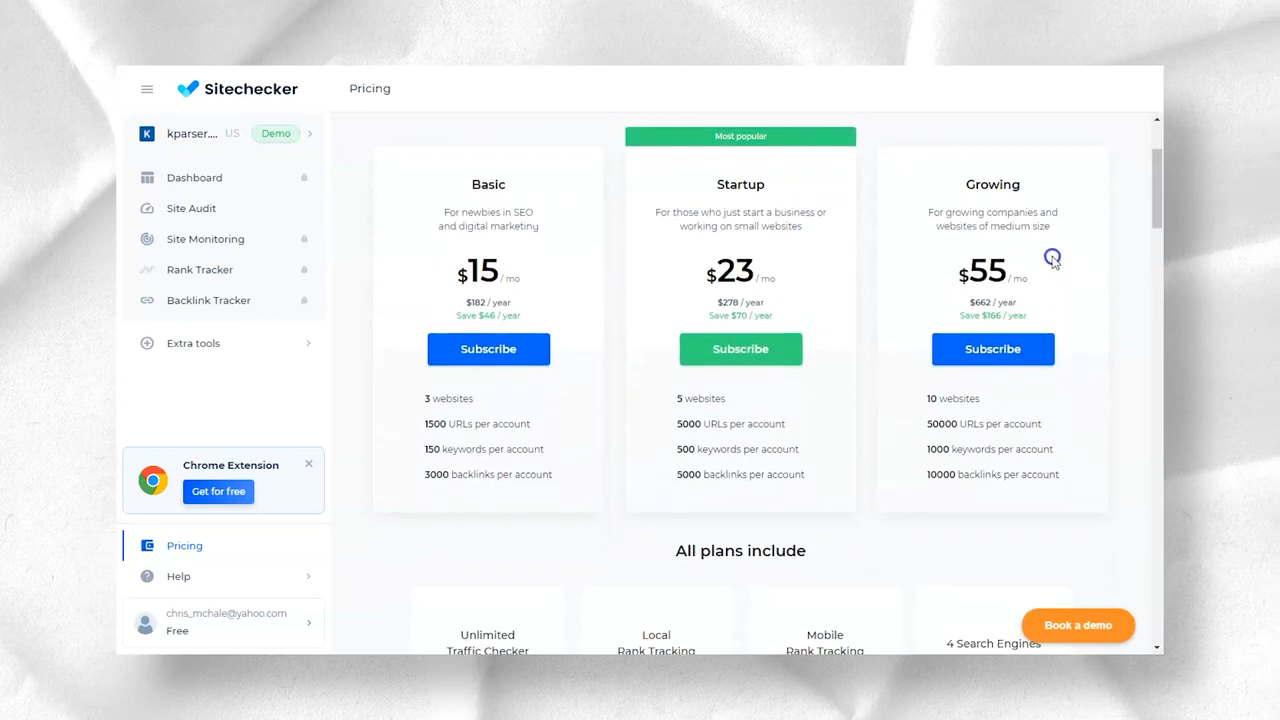 Sitechecker
Pricing
K
kparser....
US
Demo
Dashboard
Site Audit
Site Monitoring
Rank Tracker
Backlink Tracker
Extra tools
Chrome Extension
Get for free
Pricing
Help
chris_mchale@yahoo.com
Free
Basic
For newbies in SEO
and digital marketing
$15 / mo
$182 / year
Save $46 / year
Subscribe
3 websites
1500 URLs per account
150 keywords per account
3000 backlinks per account
Most popular
Startup
For those who just start a business or
working on small websites
$23 / mo
$278 / year
Save $70 / year
Subscribe
5 websites
5000 URLs per account
500 keywords per account
5000 backlinks per account
Growing
For growing companies and
websites of medium size
$55 / mo
$662 / year
Save $166 / year
Subscribe
10 websites
50000 URLs per account
1000 keywords per account
10000 backlinks per account
All plans include
Unlimited
Traffic Checker
Local
Rank Tracking
Mobile
Rank Tracking
4 Search Engines
Book a demo